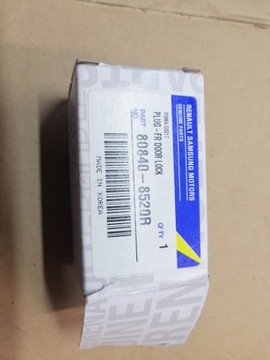 RENAULT SAMSUNG MOTORS
GENUINE PARTS
PLUG-FR DOOR LOCK
PART NO. 80840-8520R
Q'TY 1
MADE IN KOREA